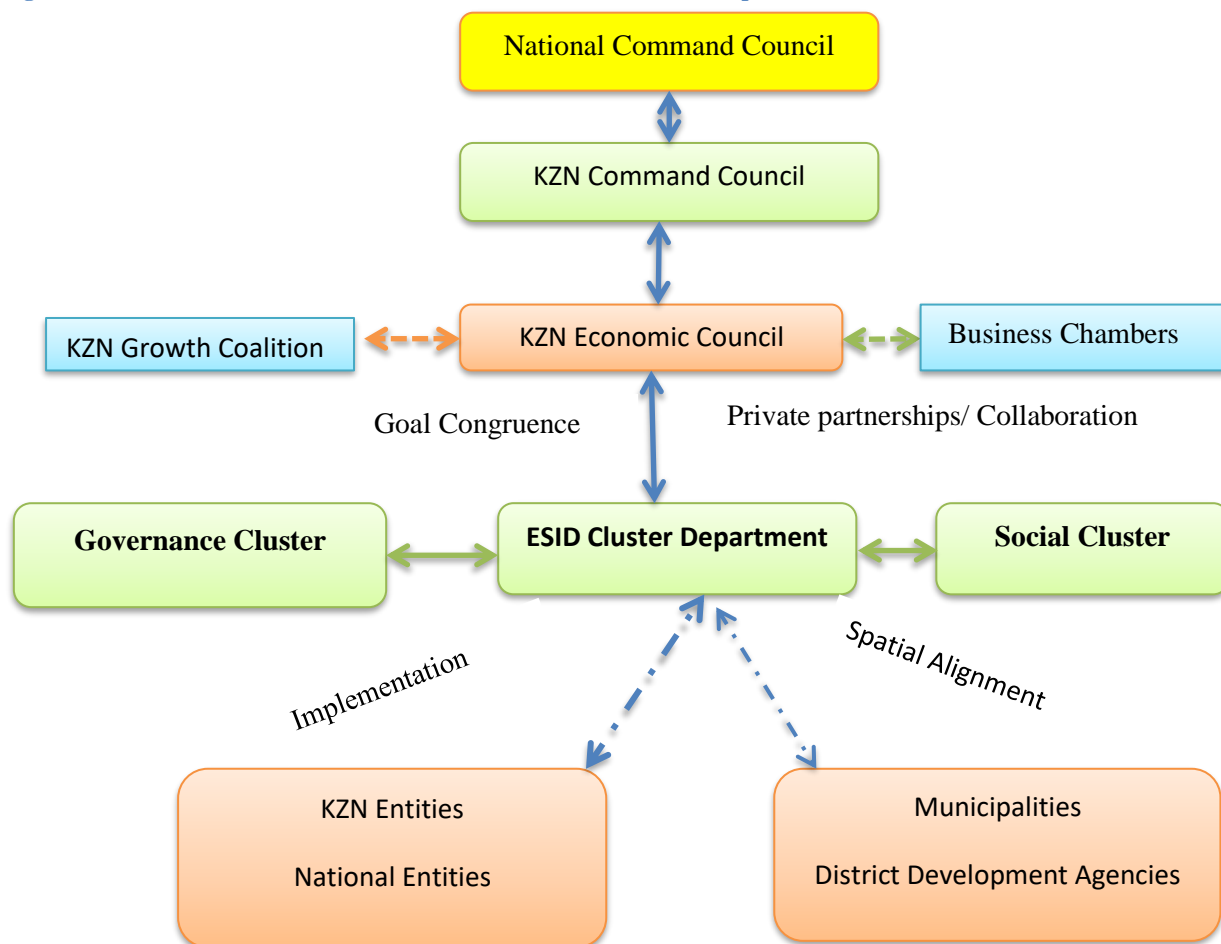 National Command Council
KZN Command Council
KZN Growth Coalition
KZN Economic Council
Business Chambers
Goal Congruence
Private partnerships/ Collaboration
Governance Cluster
ESID Cluster Department
Social Cluster
Implementation
Spatial Alignment
KZN Entities
National Entities
Municipalities
District Development Agencies